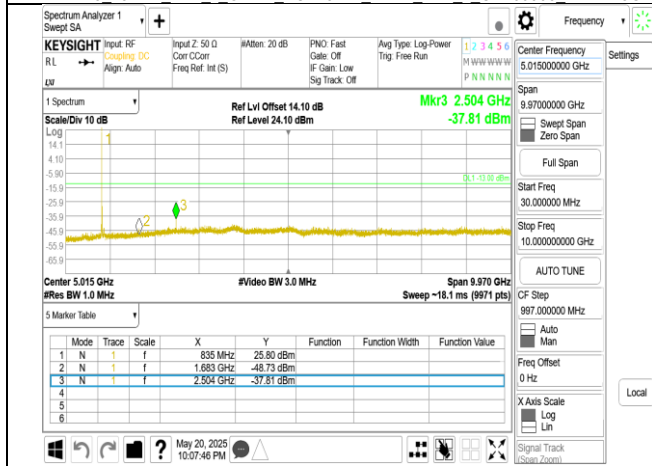 Spectrum Analyzer 1
Swept SA
Frequency
KEYSIGHT Input: RF Input Z: 50 Ω #Atten: 20 dB PNO: Fast Avg Type: Log-Power 1 2 3 4 5 6
RL Coupling: DC Corr CCorr Gate: Off Trig: Free Run M W W W W W
Align: Auto Freq Ref: Int (S) IF Gain: Low P N N N N N
Sig Track: Off
LXI
Center Frequency
5.015000000 GHz
Settings
1 Spectrum
Ref Lvl Offset 14.10 dB
Mkr3 2.504 GHz
Scale/Div 10 dB
Ref Level 24.10 dBm
-37.81 dBm
Log
14.1
4.10
-5.90
-15.9
-25.9
-35.9
-45.9
-55.9
-65.9
1
2
3
DL1 -13.00 dBm
Center 5.015 GHz #Video BW 3.0 MHz Span 9.970 GHz
#Res BW 1.0 MHz Sweep ~18.1 ms (9971 pts)
Span
9.97000000 GHz
Swept Span
Zero Span
Full Span
Start Freq
30.000000 MHz
Stop Freq
10.000000000 GHz
AUTO TUNE
CF Step
997.000000 MHz
Auto
Man
Freq Offset
0 Hz
X Axis Scale
Log
Lin
Signal Track
(Span Zoom)
Local
5 Marker Table
Mode Trace Scale X Y Function Function Width Function Value
1 N 1 f 835 MHz 25.80 dBm
2 N 1 f 1.683 GHz -48.73 dBm
3 N 1 f 2.504 GHz -37.81 dBm
4
5
6
May 20, 2025
10:07:46 PM